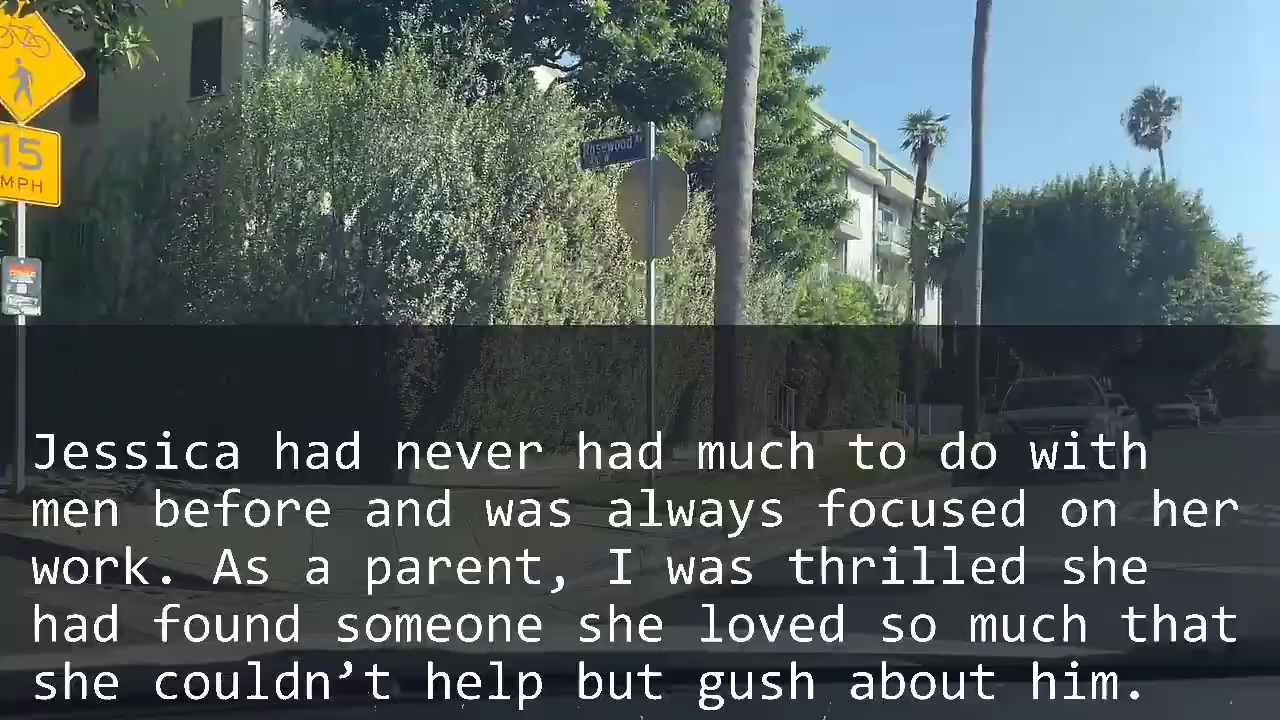 15
MPH
Rosewood Av
Jessica had never had much to do with
men before and was always focused on her
work. As a parent, I was thrilled she
had found someone she loved so much that
she couldn’t help but gush about him.